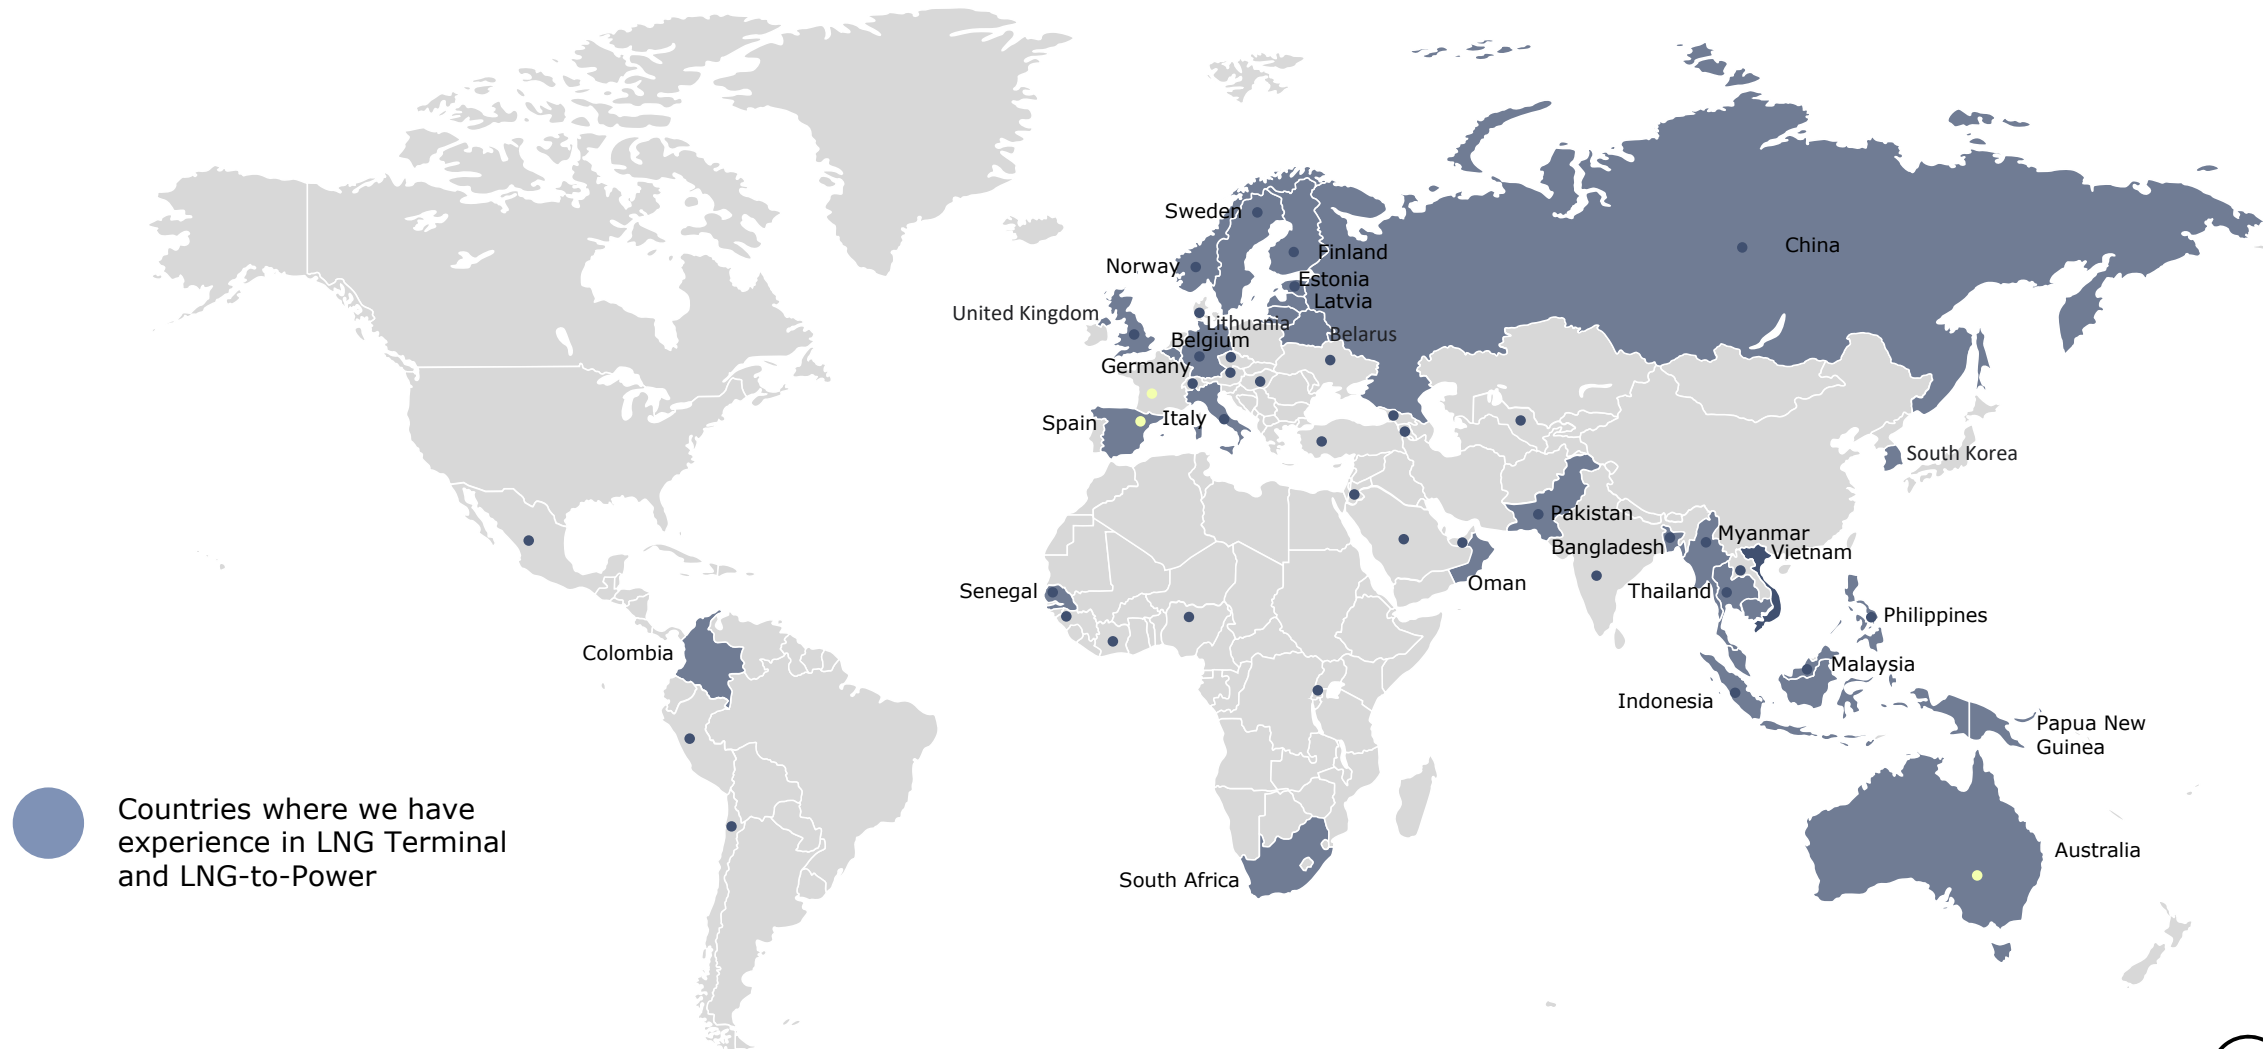 Sweden
Finland
China
Norway
Estonia
Latvia
United Kingdom
Lithuania
Belarus
Belgium
Germany
Spain
Italy
South Korea
Pakistan
Myanmar
Bangladesh
Vietnam
Oman
Senegal
Thailand
Philippines
Colombia
Malaysia
Indonesia
Papua New
Guinea
Countries where we have
experience in LNG Terminal
and LNG-to-Power
Australia
South Africa